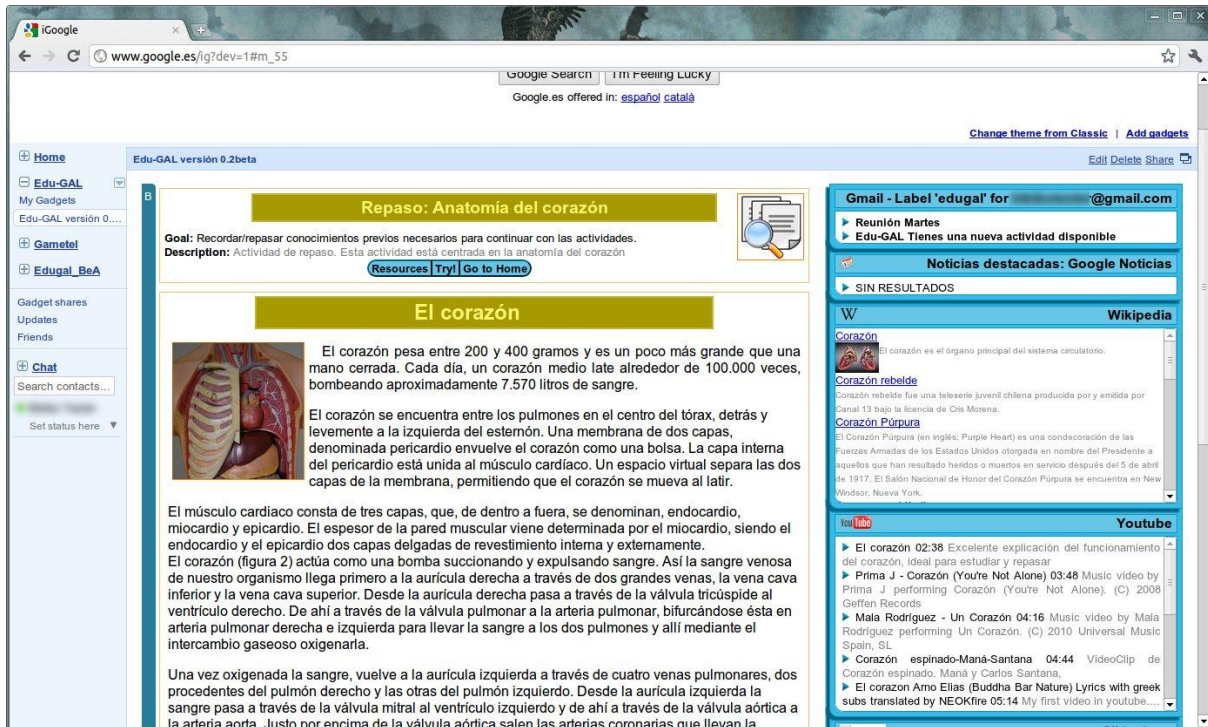 iGoogle
www.google.es/ig?dev=1#m_55
Google Search I'm Feeling Lucky
Google.es offered in: español català
Change theme from Classic | Add gadgets
Home
Edu-GAL
My Gadgets
Edu-GAL versión 0....
Gametel
Edugal_BeA
Gadget shares
Updates
Friends
Chat
Search contacts...
Set status here
Edu-GAL versión 0.2beta
Edit Delete Share
B
Repaso: Anatomía del corazón
Goal: Recordar/repasar conocimientos previos necesarios para continuar con las actividades.
Description: Actividad de repaso. Esta actividad está centrada en la anatomía del corazón
Resources Try! Go to Home
El corazón
El corazón pesa entre 200 y 400 gramos y es un poco más grande que una
mano cerrada. Cada día, un corazón medio late alrededor de 100.000 veces,
bombeando aproximadamente 7.570 litros de sangre.
El corazón se encuentra entre los pulmones en el centro del tórax, detrás y
levemente a la izquierda del esternón. Una membrana de dos capas,
denominada pericardio envuelve el corazón como una bolsa. La capa interna
del pericardio está unida al músculo cardíaco. Un espacio virtual separa las dos
capas de la membrana, permitiendo que el corazón se mueva al latir.
El músculo cardiaco consta de tres capas, que, de dentro a fuera, se denominan, endocardio,
miocardio y epicardio. El espesor de la pared muscular viene determinada por el miocardio, siendo el
endocardio y el epicardio dos capas delgadas de revestimiento interna y externamente.
El corazón (figura 2) actúa como una bomba succionando y expulsando sangre. Así la sangre venosa
de nuestro organismo llega primero a la aurícula derecha a través de dos grandes venas, la vena cava
inferior y la vena cava superior. Desde la aurícula derecha pasa a través de la válvula tricúspide al
ventrículo derecho. De ahí a través de la válvula pulmonar a la arteria pulmonar, bifurcándose ésta en
arteria pulmonar derecha e izquierda para llevar la sangre a los dos pulmones y allí mediante el
intercambio gaseoso oxigenarla.
Una vez oxigenada la sangre, vuelve a la aurícula izquierda a través de cuatro venas pulmonares, dos
procedentes del pulmón derecho y las otras del pulmón izquierdo. Desde la aurícula izquierda la
sangre pasa a través de la válvula mitral al ventrículo izquierdo y de ahí a través de la válvula aórtica a
la arteria aorta. Justo por encima de la válvula aórtica salen las arterias coronarias que llevan la
Gmail - Label 'edugal' for @gmail.com
Reunión Martes
Edu-GAL Tienes una nueva actividad disponible
Noticias destacadas: Google Noticias
SIN RESULTADOS
W Wikipedia
Corazón
El corazón es el órgano principal del sistema circulatorio.
Corazón rebelde
Corazón rebelde fue una teleserie juvenil chilena producida por y emitida por
Canal 13 bajo la licencia de Cris Morena.
Corazón Púrpura
El Corazón Púrpura (en inglés: Purple Heart) es una condecoración de las
Fuerzas Armadas de los Estados Unidos otorgada en nombre del Presidente a
aquellos que han resultado heridos o muertos en servicio después del 5 de abril
de 1917. El Salón Nacional de Honor del Corazón Púrpura se encuentra en New
Windsor, Nueva York.
YouTube Youtube
El corazón 02:38 Excelente explicación del funcionamiento
del corazón, ideal para estudiar y repasar
Prima J - Corazón (You're Not Alone) 03:48 Music video by
Prima J performing Corazón (You're Not Alone). (C) 2008
Geffen Records
Mala Rodríguez - Un Corazón 04:16 Music video by Mala
Rodríguez performing Un Corazón. (C) 2010 Universal Music
Spain, SL
Corazón espinado-Maná-Santana 04:44 VideoClip de
Corazón espinado. Maná y Carlos Santana,
El corazon Arno Elias (Buddha Bar Nature) Lyrics with greek
subs translated by NEOKfire 05:14 My first video in youtube....